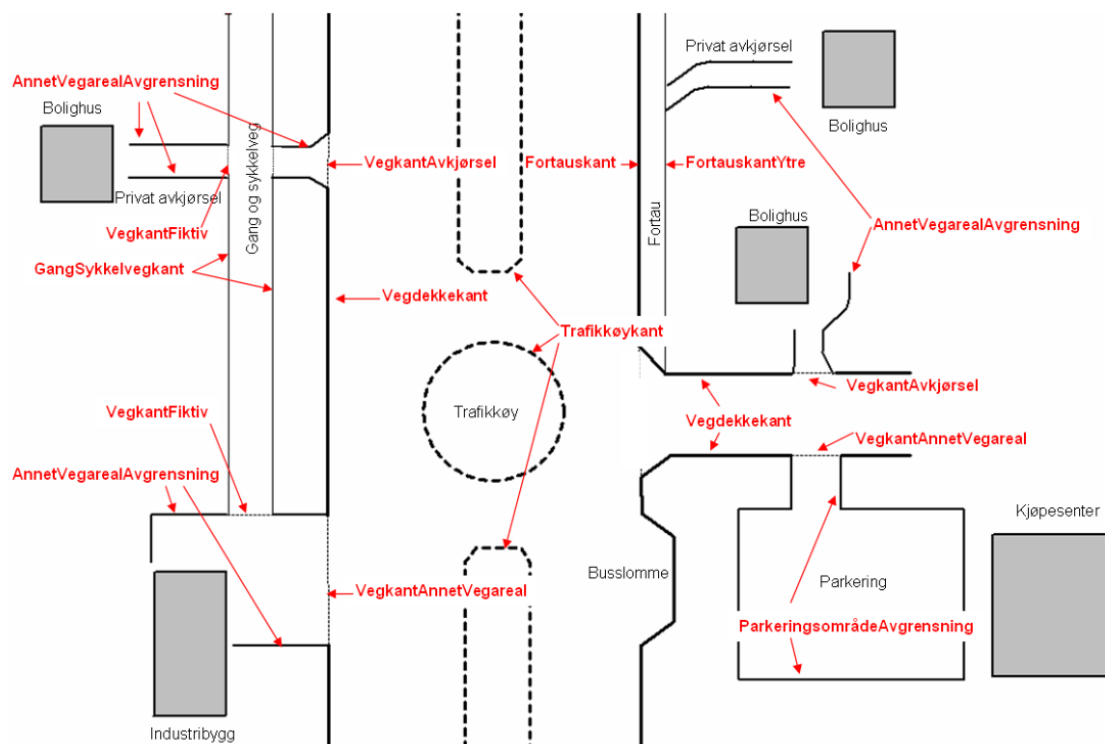 Privat avkjørsel
AnnetVegarealAvgrensning
Bolighus
Bolighus
Gang og sykkelveg
VegkantAvkjørsel
Fortauskant
FortauskantYtre
Privat avkjørsel
Fortau
Bolighus
AnnetVegarealAvgrensning
VegkantFiktiv
GangSykkelvegkant
Vegdekkekant
Trafikkøykant
VegkantAvkjørsel
VegkantFiktiv
Trafikkøy
Vegdekkekant
VegkantAnnetVegareal
AnnetVegarealAvgrensning
Kjøpesenter
Busslomme
Parkering
VegkantAnnetVegareal
ParkeringsområdeAvgrensning
Industribygg